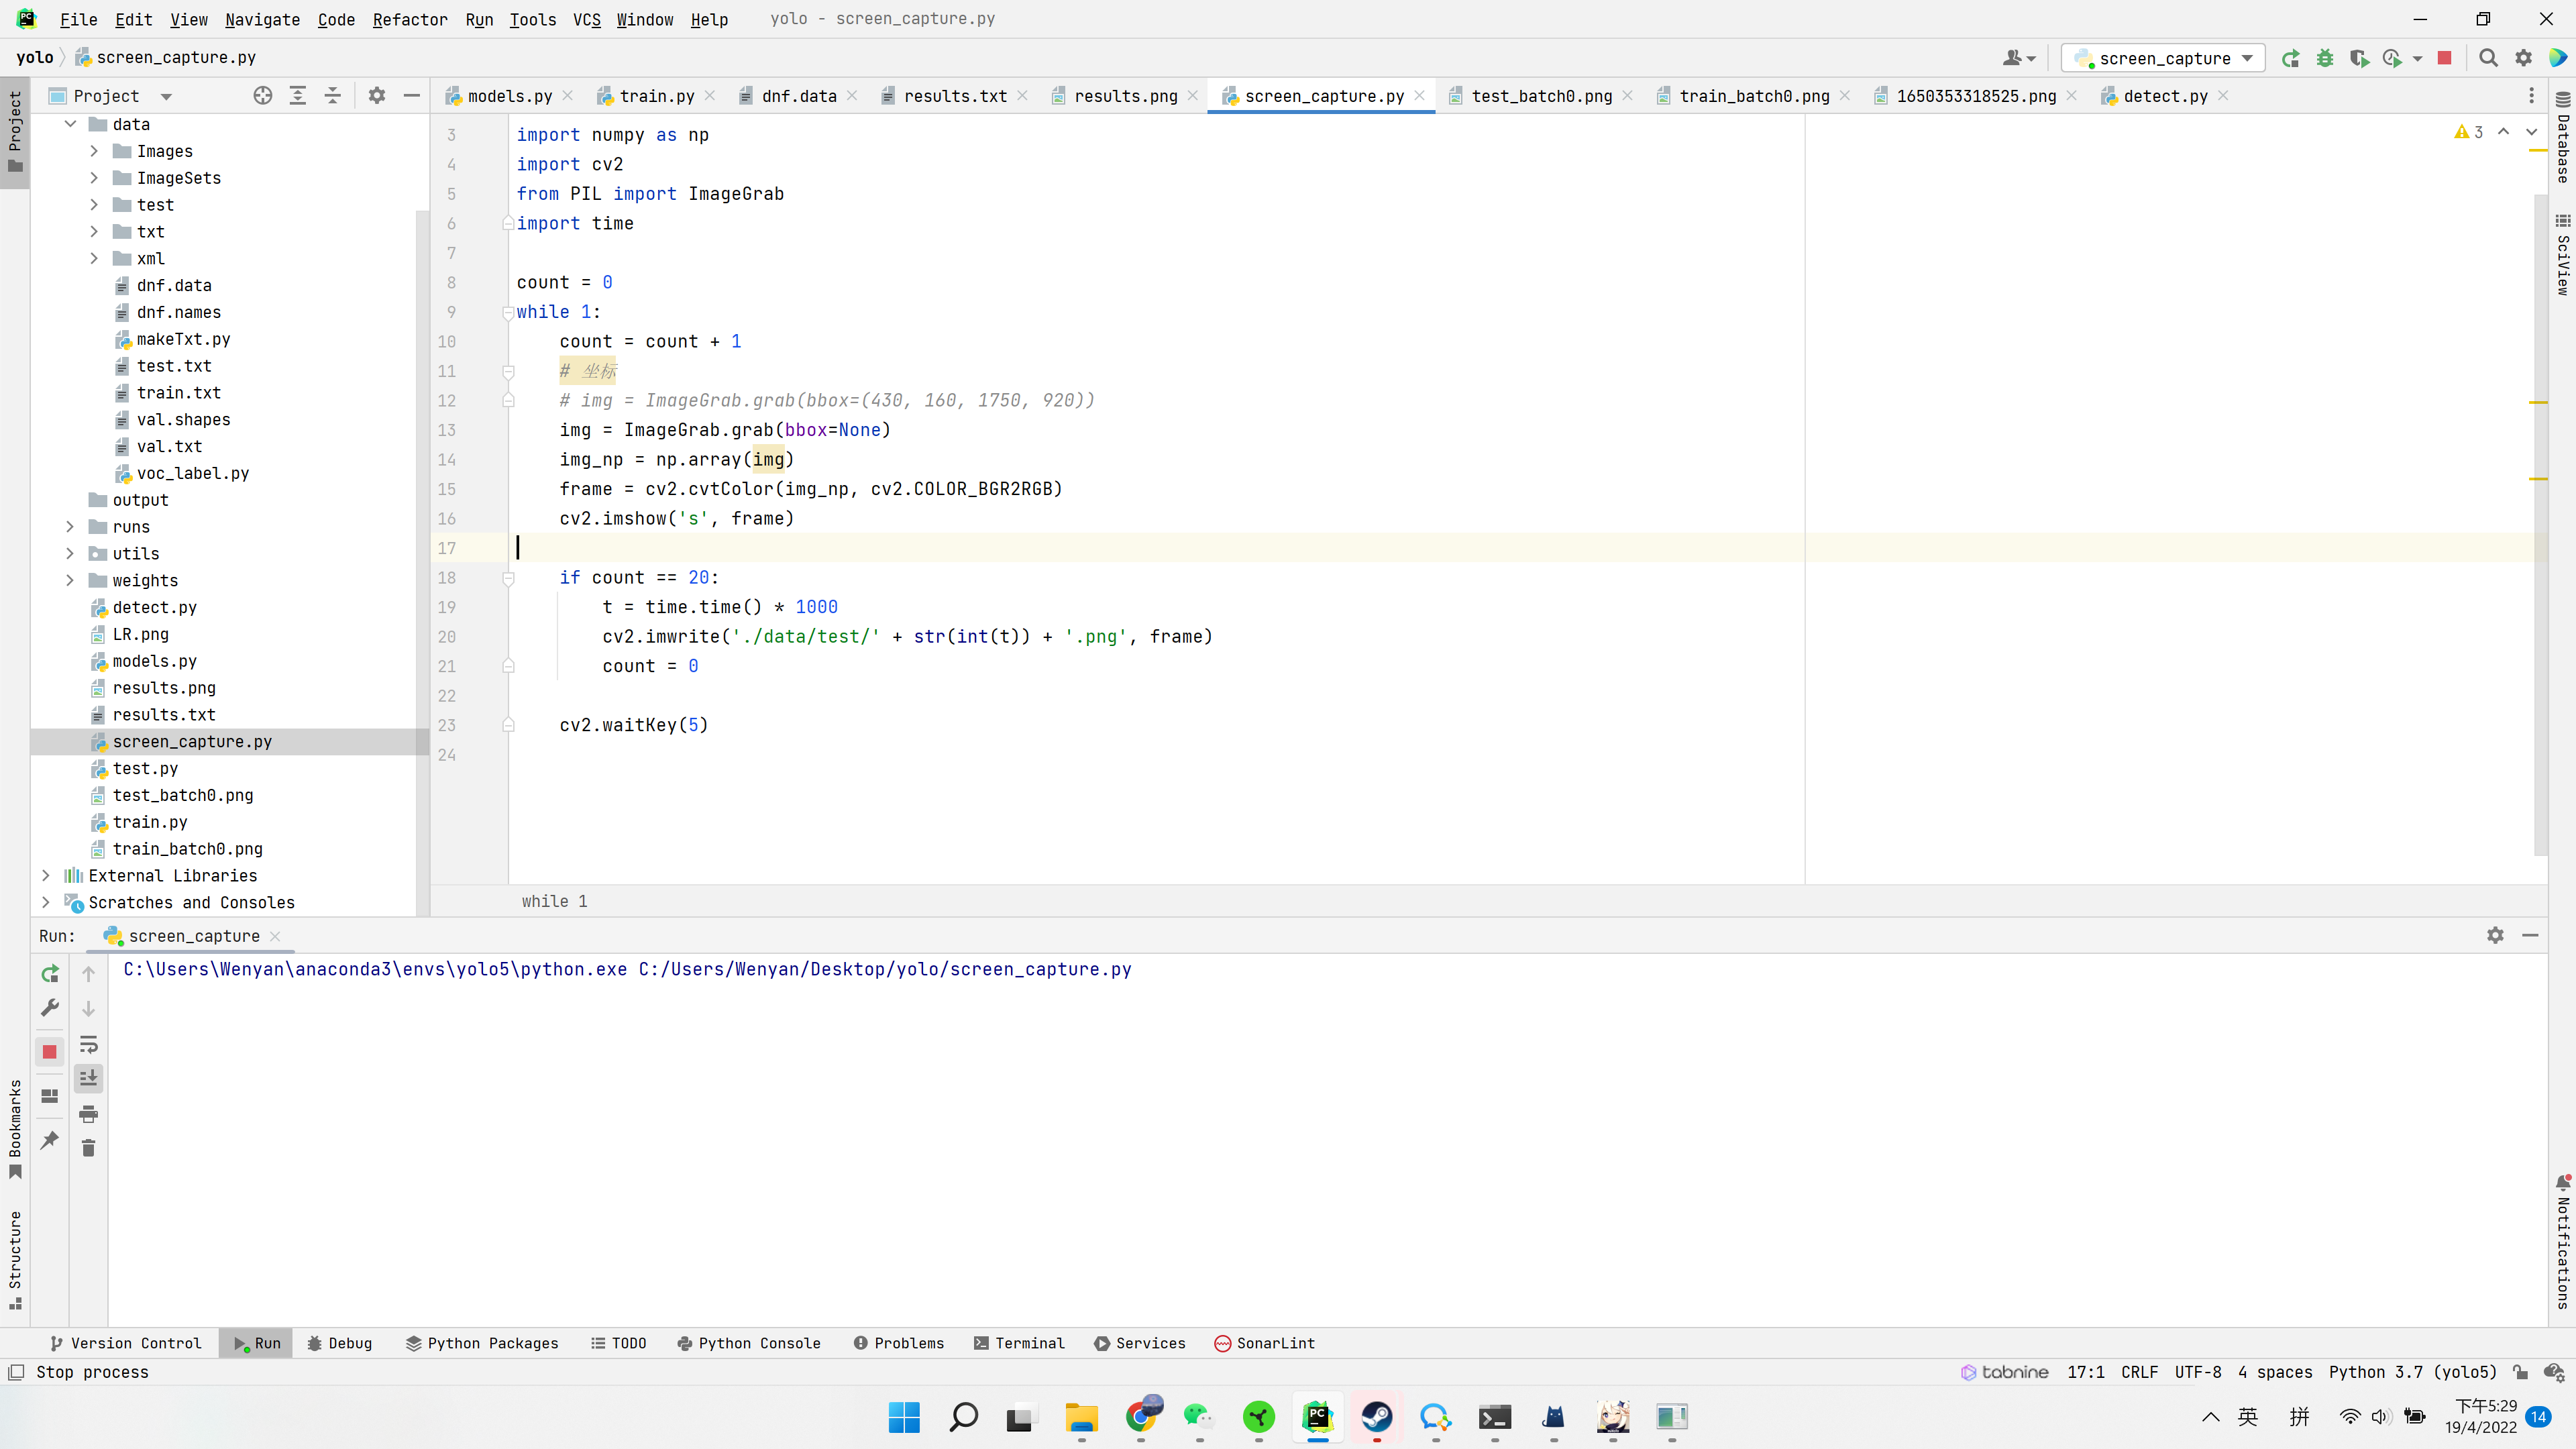 File Edit View Navigate Code Refactor Run Tools VCS Window Help yolo - screen_capture.py
yolo screen_capture.py
screen_capture
Project
models.py train.py dnf.data results.txt results.png screen_capture.py test_batch0.png train_batch0.png 1650353318525.png detect.py
Project
data
Images
ImageSets
test
txt
xml
dnf.data
dnf.names
makeTxt.py
test.txt
train.txt
val.shapes
val.txt
voc_label.py
output
runs
utils
weights
detect.py
LR.png
models.py
results.png
results.txt
screen_capture.py
test.py
test_batch0.png
train.py
train_batch0.png
External Libraries
Scratches and Consoles
3 import numpy as np
4 import cv2
5 from PIL import ImageGrab
6 import time
7
8 count = 0
9 while 1:
10 count = count + 1
11 # 坐标
12 # img = ImageGrab.grab(bbox=(430, 160, 1750, 920))
13 img = ImageGrab.grab(bbox=None)
14 img_np = np.array(img)
15 frame = cv2.cvtColor(img_np, cv2.COLOR_BGR2RGB)
16 cv2.imshow('s', frame)
17
18 if count == 20:
19 t = time.time() * 1000
20 cv2.imwrite('./data/test/' + str(int(t)) + '.png', frame)
21 count = 0
22
23 cv2.waitKey(5)
24
3
while 1
Database
SciView
Notifications
Run: screen_capture
C:\Users\Wenyan\anaconda3\envs\yolo5\python.exe C:/Users/Wenyan/Desktop/yolo/screen_capture.py
Bookmarks
Structure
Version Control Run Debug Python Packages TODO Python Console Problems Terminal Services SonarLint
Stop process
tabnine 17:1 CRLF UTF-8 4 spaces Python 3.7 (yolo5)
PC
英 拼
下午5:29
19/4/2022
14